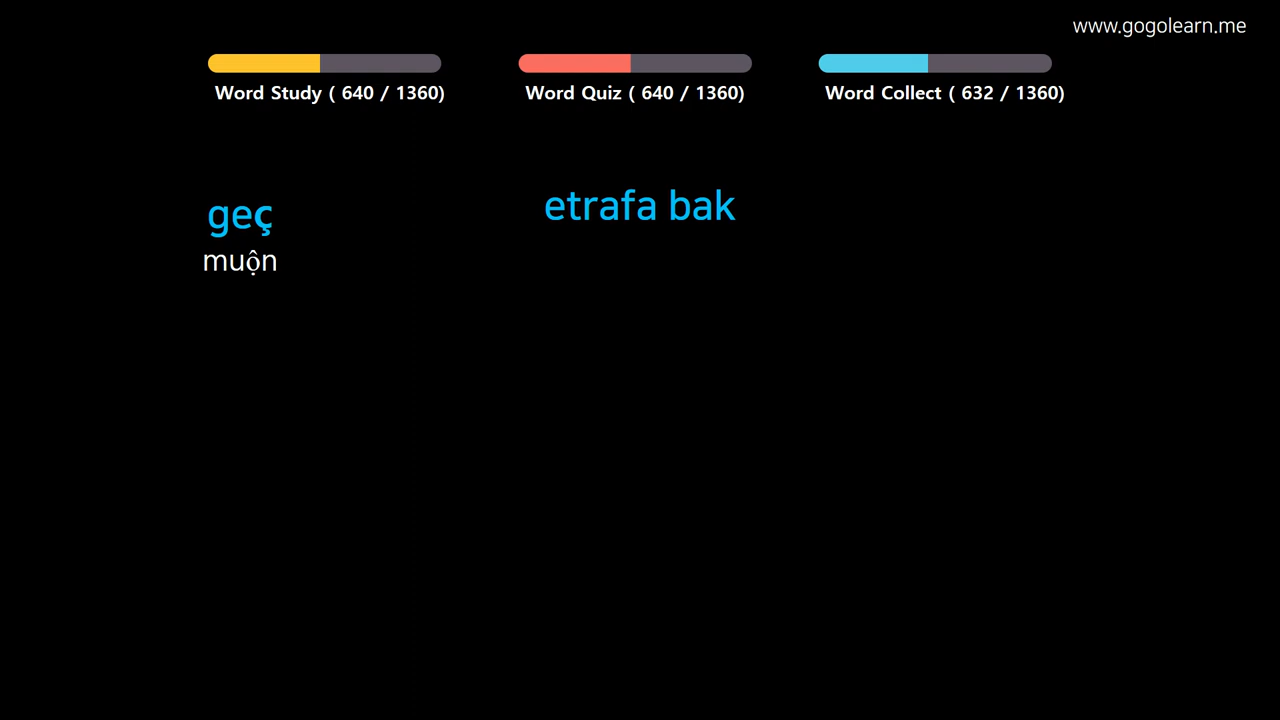 www.gogolearn.me
Word Study ( 640 / 1360)
Word Quiz ( 640 / 1360)
Word Collect ( 632 / 1360)
geç
muộn
etrafa bak